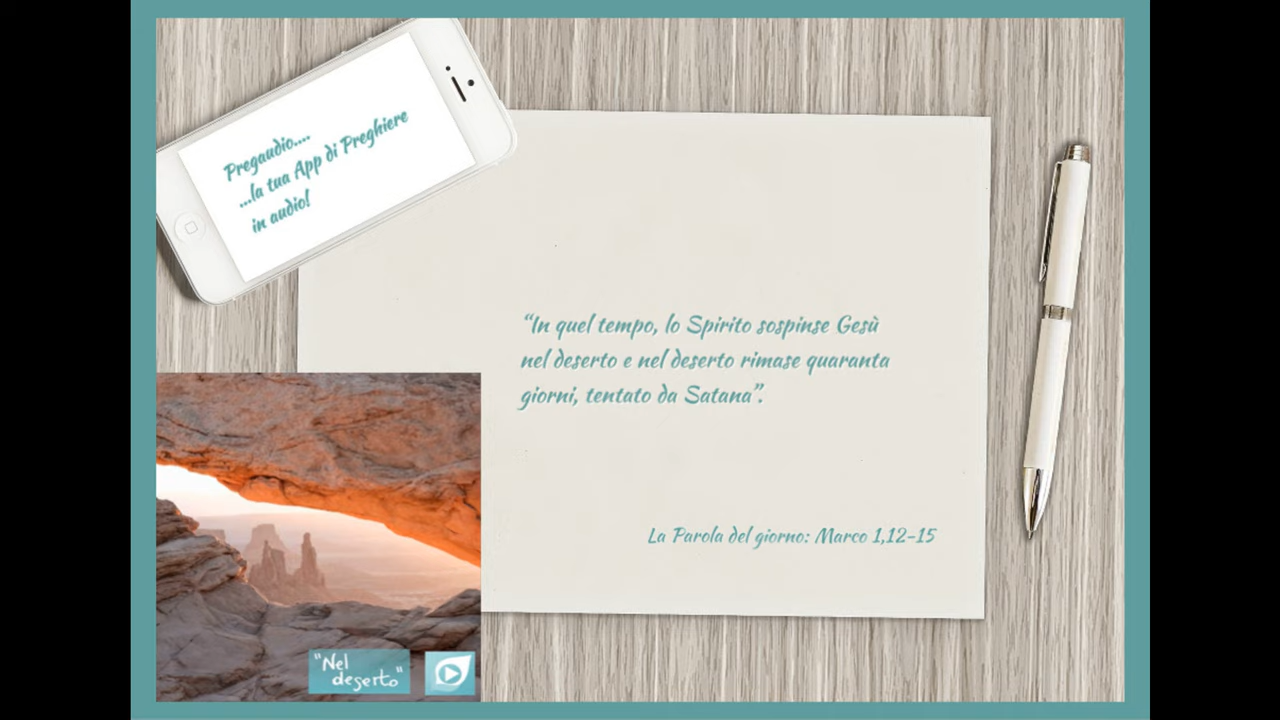 Pregaudio....
...la tua App di Preghiere
in audio!
“In quel tempo, lo Spirito sospinse Gesù
nel deserto e nel deserto rimase quaranta
giorni, tentato da Satana”.
La Parola del giorno: Marco 1,12-15
"Nel
deserto"